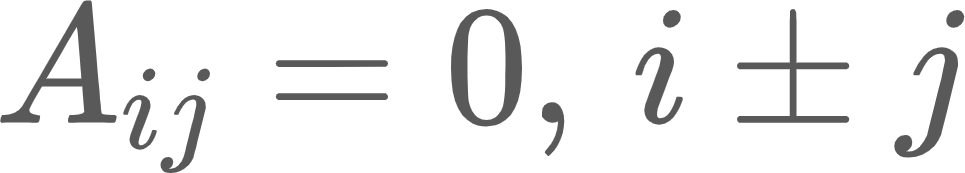 A_{ij} = 0, i ± j